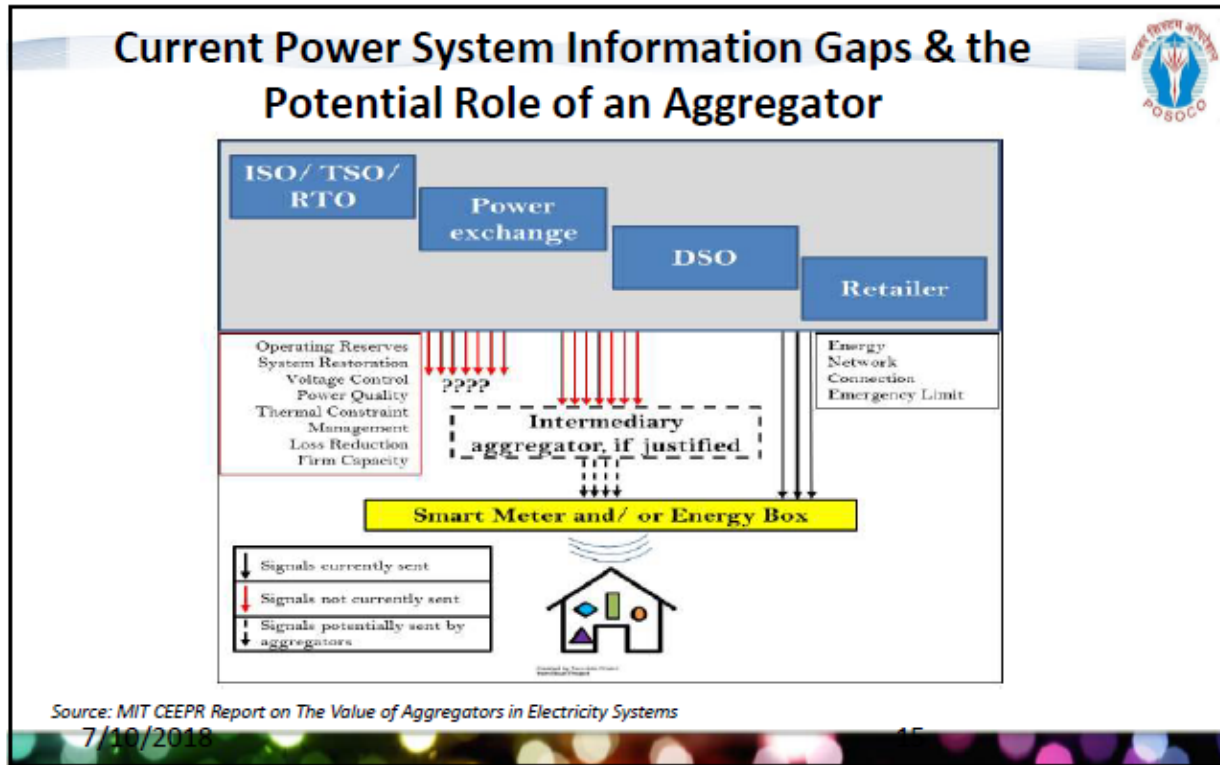 Current Power System Information Gaps & the
Potential Role of an Aggregator
POSOCO
ISO/ TSO/
RTO
Power
exchange
DSO
Retailer
Operating Reserves
System Restoration
Voltage Control
Power Quality
Thermal Constraint
Management
Loss Reduction
Firm Capacity
????
Intermediary
aggregator, if justified
Energy
Network
Connection
Emergency Limit
Smart Meter and/ or Energy Box
Signals currently sent
Signals not currently sent
Signals potentially sent by
aggregators
Source: MIT CEEPR Report on The Value of Aggregators in Electricity Systems
7/10/2018
15